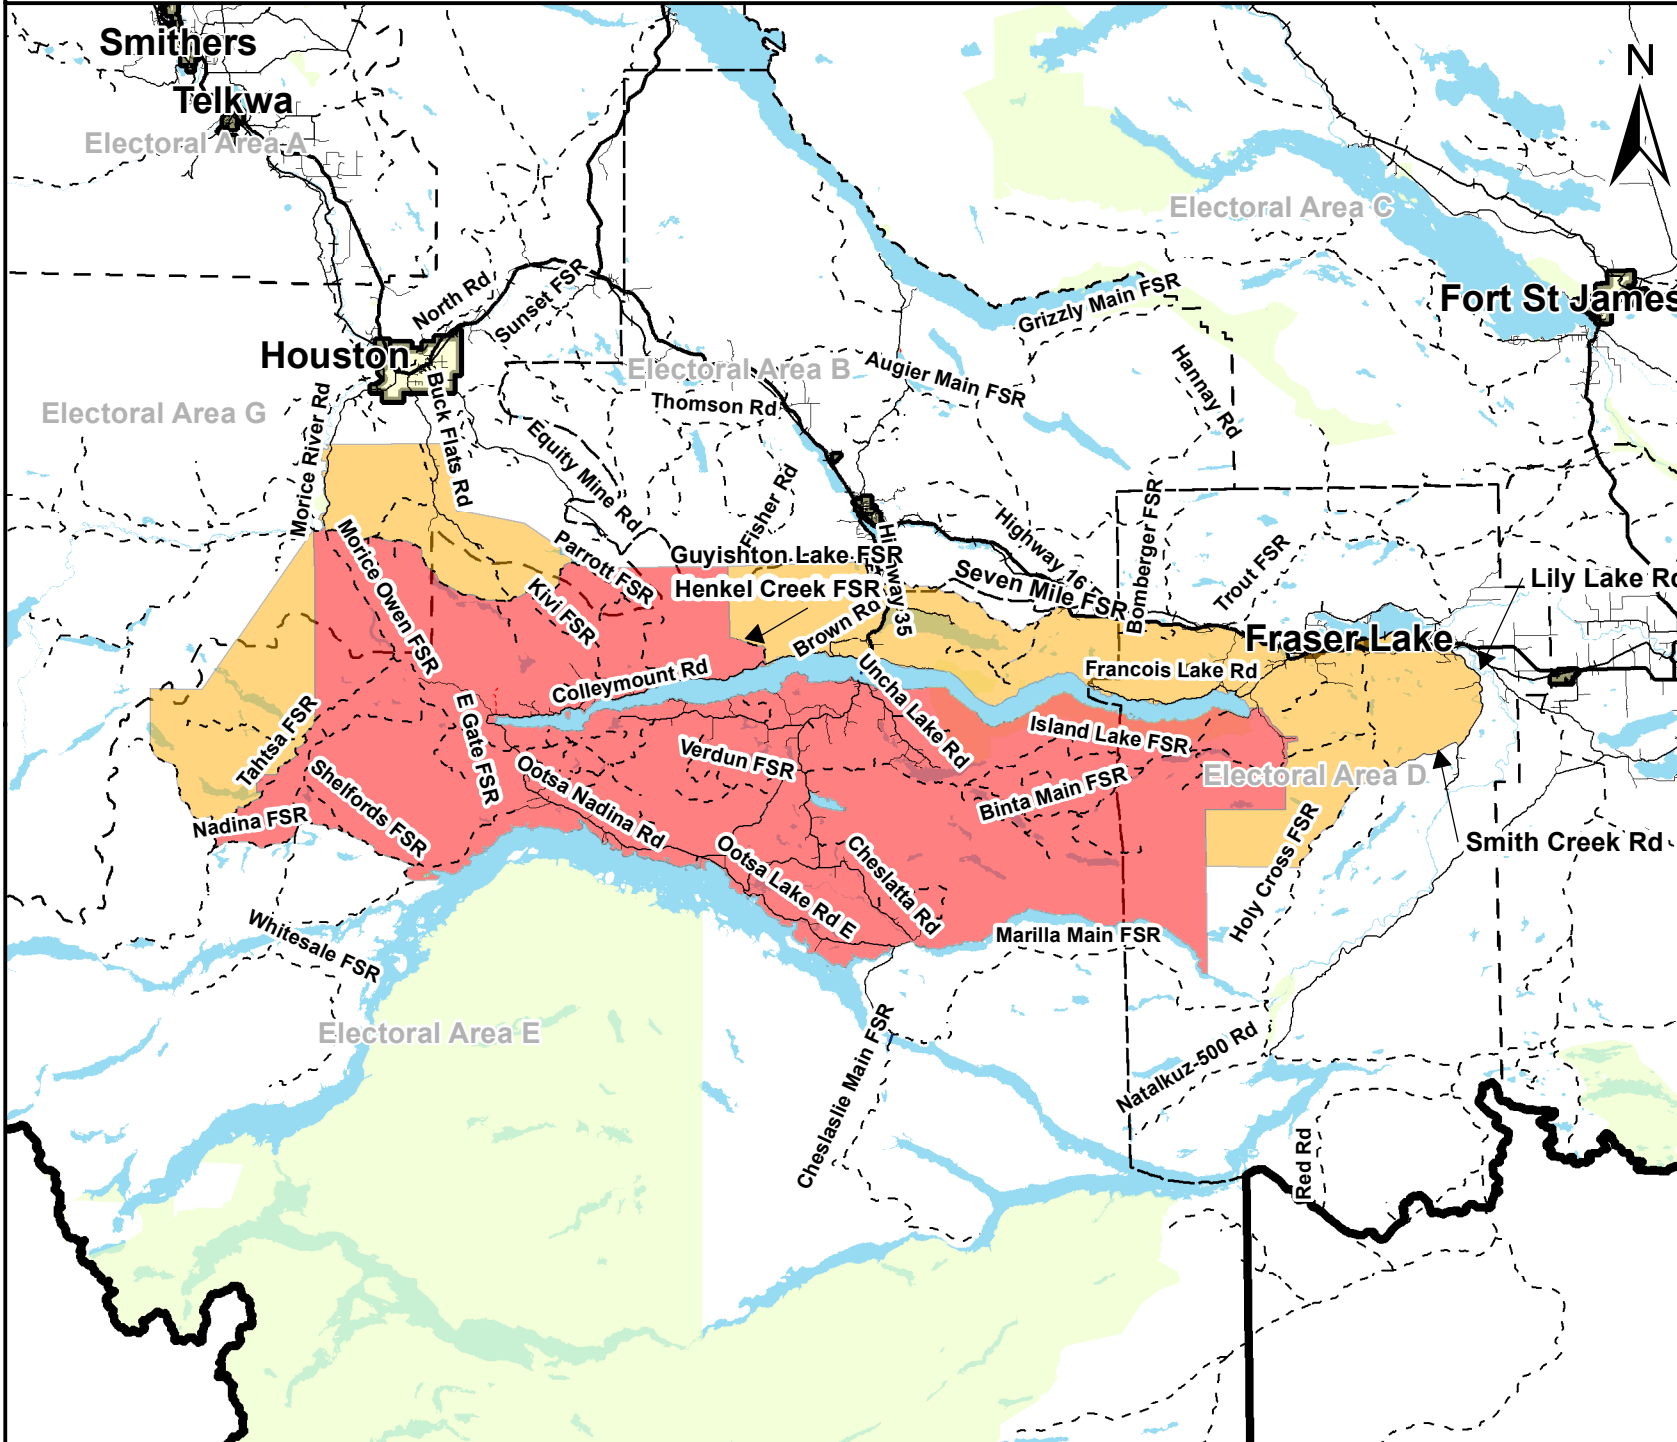 Smithers
N
Telkwa
Electoral Area A
Electoral Area C
North Rd
Sunset FSR
Grizzly Main FSR
Fort St James
Houston
Electoral Area B
Augier Main FSR
Hannay Rd
Thomson Rd
Electoral Area G
Morice River Rd
Buck Flats Rd
Equity Mine Rd
Fisher Rd
Highway 35
Highway 16 E
Bomberger FSR
Trout FSR
Guyishton Lake FSR
Henkel Creek FSR
Seven Mile FSR
Lily Lake Rd
Morice Owen FSR
Parrott FSR
Kivi FSR
Brown Rd
Fraser Lake
Francois Lake Rd
Colleymount Rd
Uncha Lake Rd
Island Lake FSR
E Gate FSR
Tahtsa FSR
Verdun FSR
Binta Main FSR
Electoral Area D
Shelfords FSR
Ootsa Nadina Rd
Nadina FSR
Smith Creek Rd
Ootsa Lake Rd E
Cheslatta Rd
Holy Cross FSR
Marilla Main FSR
Whitesale FSR
Electoral Area E
Cheslaslie Main FSR
Natalkuz-500 Rd
Red Rd